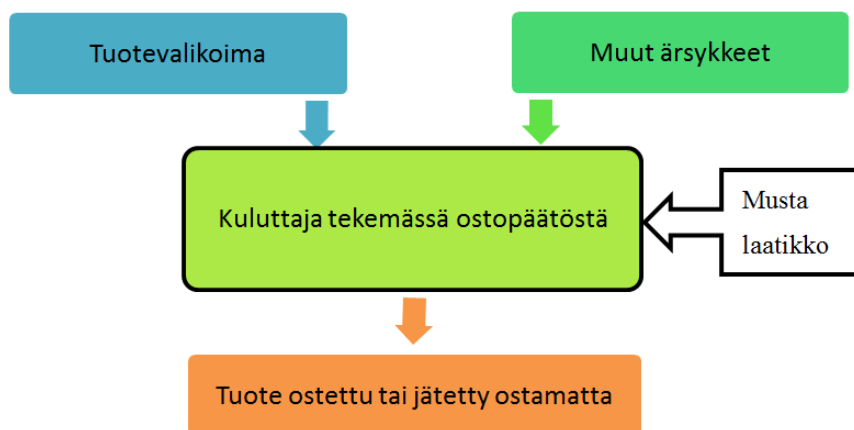 Tuotevalikoima
Muut ärsykkeet
Kuluttaja tekemässä ostopäätöstä
Musta
laatikko
Tuote ostettu tai jätetty ostamatta